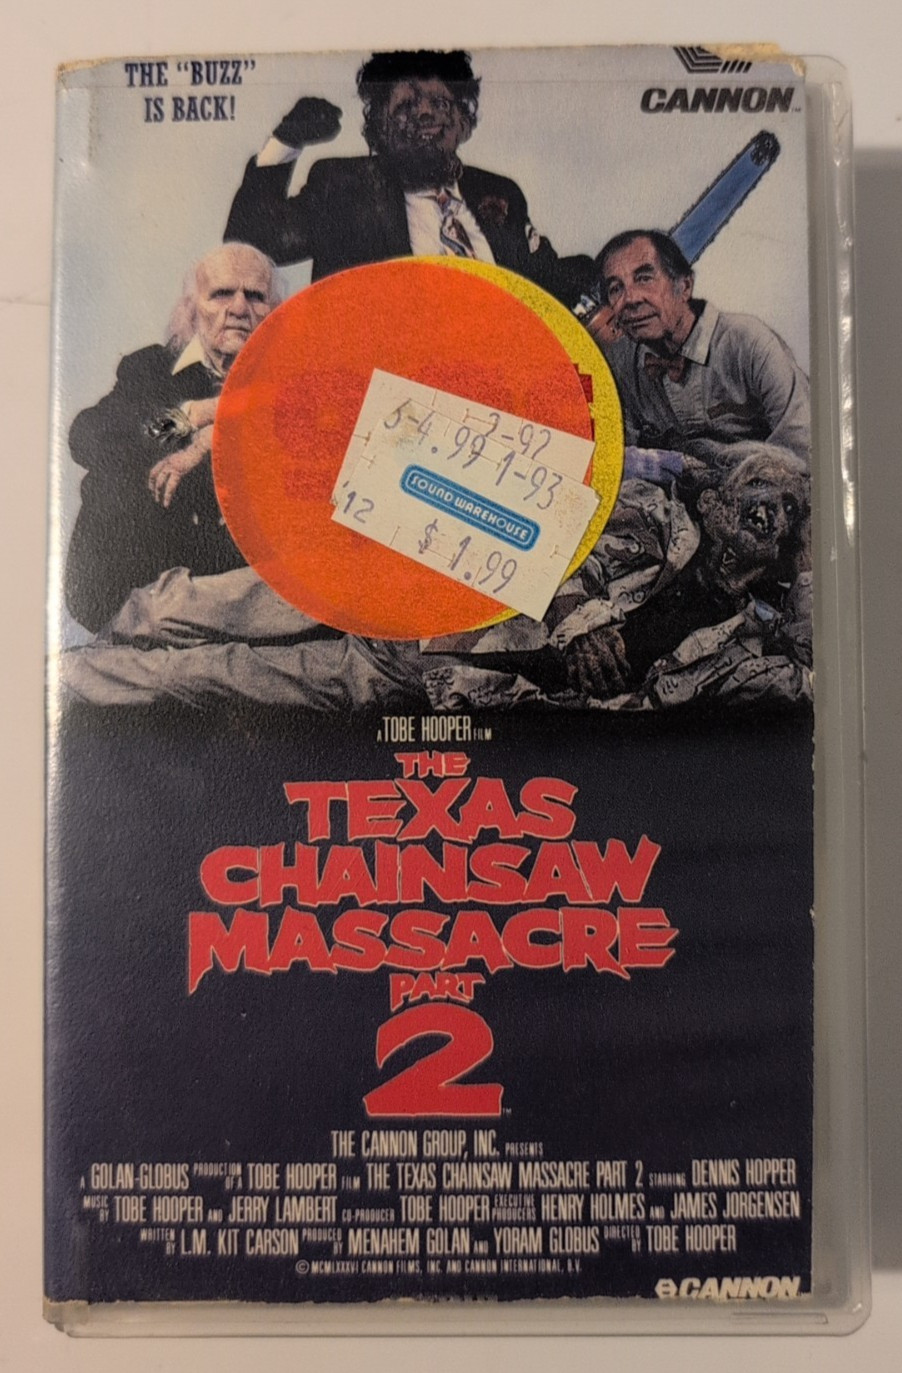 THE "BUZZ"
IS BACK!
CANNON™
3-97
5-4.99 1-93
SOUND WAREHOUSE
'12
$1.99
A TOBE HOOPER FILM
THE
TEXAS
CHAINSAW
MASSACRE
PART
2™
THE CANNON GROUP, INC. PRESENTS
A GOLAN-GLOBUS PRODUCTION OF A TOBE HOOPER FILM THE TEXAS CHAINSAW MASSACRE PART 2 STARRING DENNIS HOPPER
MUSIC BY TOBE HOOPER AND JERRY LAMBERT CO-PRODUCER TOBE HOOPER EXECUTIVE PRODUCERS HENRY HOLMES AND JAMES JORGENSEN
WRITTEN BY L.M. KIT CARSON PRODUCED BY MENAHEM GOLAN AND YORAM GLOBUS DIRECTED BY TOBE HOOPER
© MCMLXXXVI CANNON FILMS, INC. AND CANNON INTERNATIONAL, B.V.
CANNON